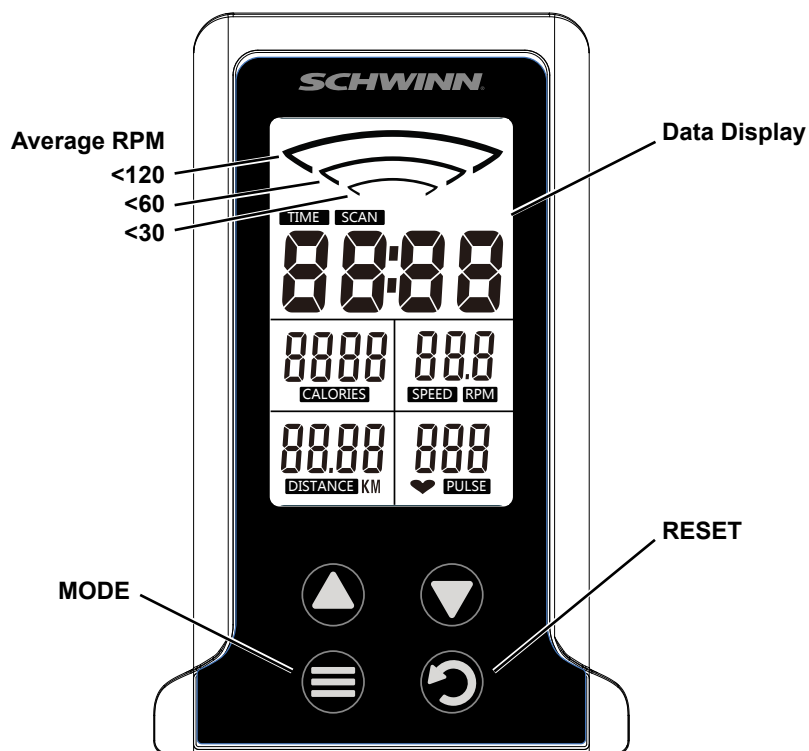 SCHWINN
Average RPM
<120
<60
<30
Data Display
TIME SCAN
88:88
8888
CALORIES
88.8
SPEED RPM
88.88
DISTANCE KM
888
PULSE
RESET
MODE